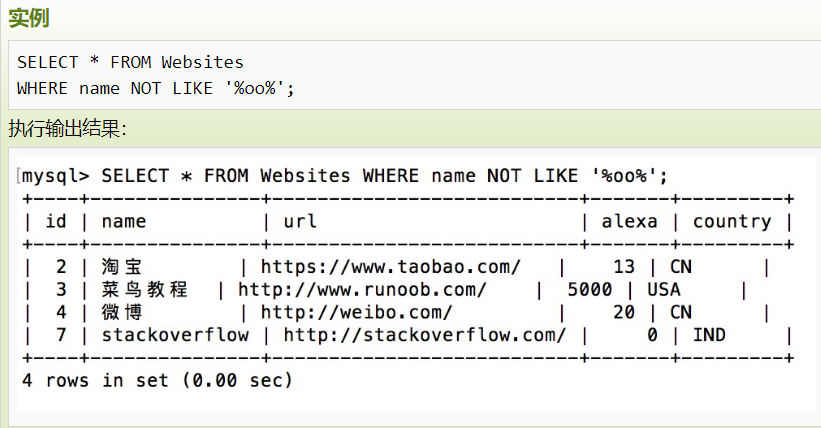 实例
SELECT * FROM Websites
WHERE name NOT LIKE '%oo%';
执行输出结果：
[mysql> SELECT * FROM Websites WHERE name NOT LIKE '%oo%';
+----+---------------+---------------------------+-------+---------+
| id | name          | url                       | alexa | country |
+----+---------------+---------------------------+-------+---------+
|  2 | 淘宝        | https://www.taobao.com/   |    13 | CN      |
|  3 | 菜鸟教程  | http://www.runoob.com/    |  5000 | USA     |
|  4 | 微博        | http://weibo.com/         |    20 | CN      |
|  7 | stackoverflow | http://stackoverflow.com/ |     0 | IND     |
+----+---------------+---------------------------+-------+---------+
4 rows in set (0.00 sec)